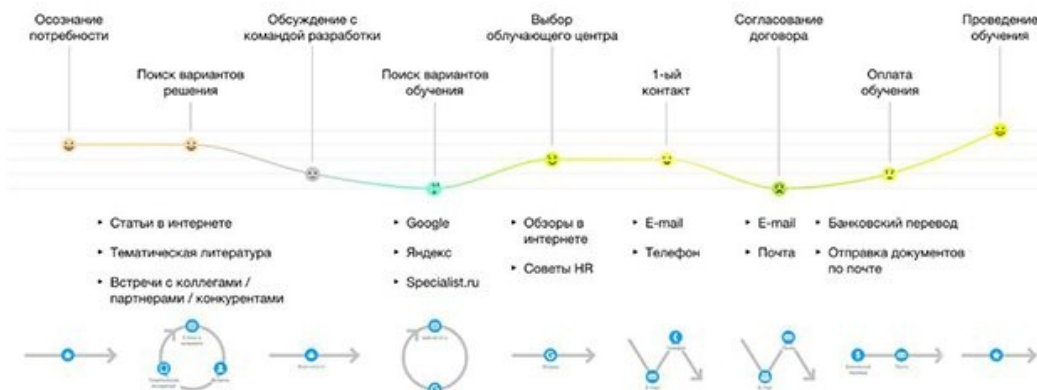 Осознание
потребности
Обсуждение с
командой разработки
Выбор
облучающего центра
Согласование
договора
Проведение
обучения
Поиск вариантов
решения
Поиск вариантов
обучения
1-ый
контакт
Оплата
обучения
‣ Статьи в интернете
‣ Тематическая литература
‣ Встречи с коллегами /
партнерами / конкурентами
‣ Google
‣ Яндекс
‣ Specialist.ru
‣ Обзоры в
интернете
‣ Советы HR
‣ E-mail
‣ Телефон
‣ E-mail
‣ Почта
‣ Банковский перевод
‣ Отправка документов
по почте